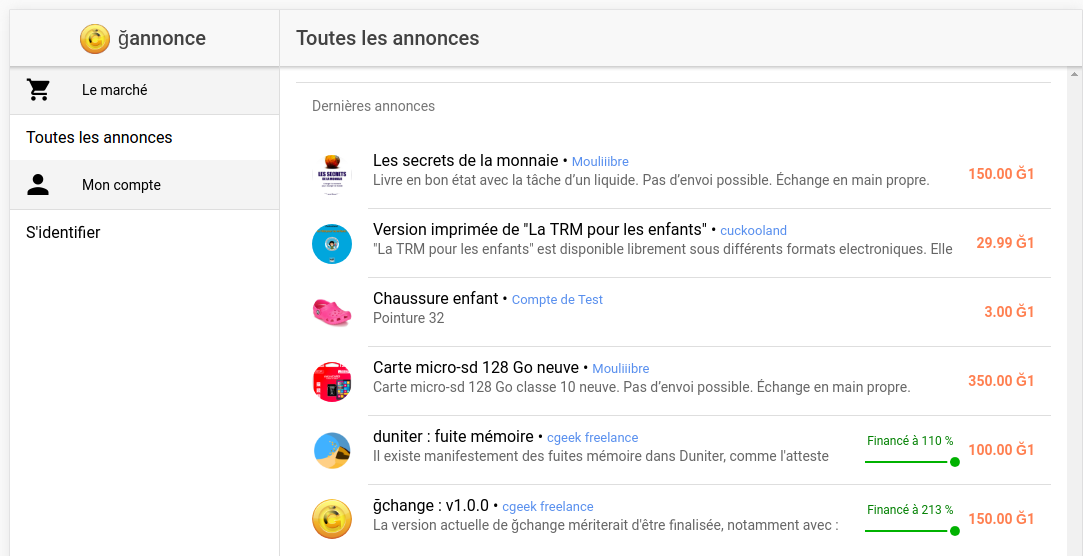 ğannonce
Toutes les annonces
Le marché
Toutes les annonces
Mon compte
S'identifier
Dernières annonces
LES SECRETS
DE LA MONNAIE
Les secrets de la monnaie • Mouliiibre
Livre en bon état avec la tâche d’un liquide. Pas d’envoi possible. Échange en main propre.
150.00 Ğ1
Version imprimée de "La TRM pour les enfants" • cuckooland
"La TRM pour les enfants" est disponible librement sous différents formats electroniques. Elle
29.99 Ğ1
Chaussure enfant • Compte de Test
Pointure 32
3.00 Ğ1
Carte micro-sd 128 Go neuve • Mouliiibre
Carte micro-sd 128 Go classe 10 neuve. Pas d’envoi possible. Échange en main propre.
350.00 Ğ1
duniter : fuite mémoire • cgeek freelance
Il existe manifestement des fuites mémoire dans Duniter, comme l'atteste
Financé à 110 %
100.00 Ğ1
ğchange : v1.0.0 • cgeek freelance
La version actuelle de ğchange mériterait d'être finalisée, notamment avec :
Financé à 213 %
150.00 Ğ1